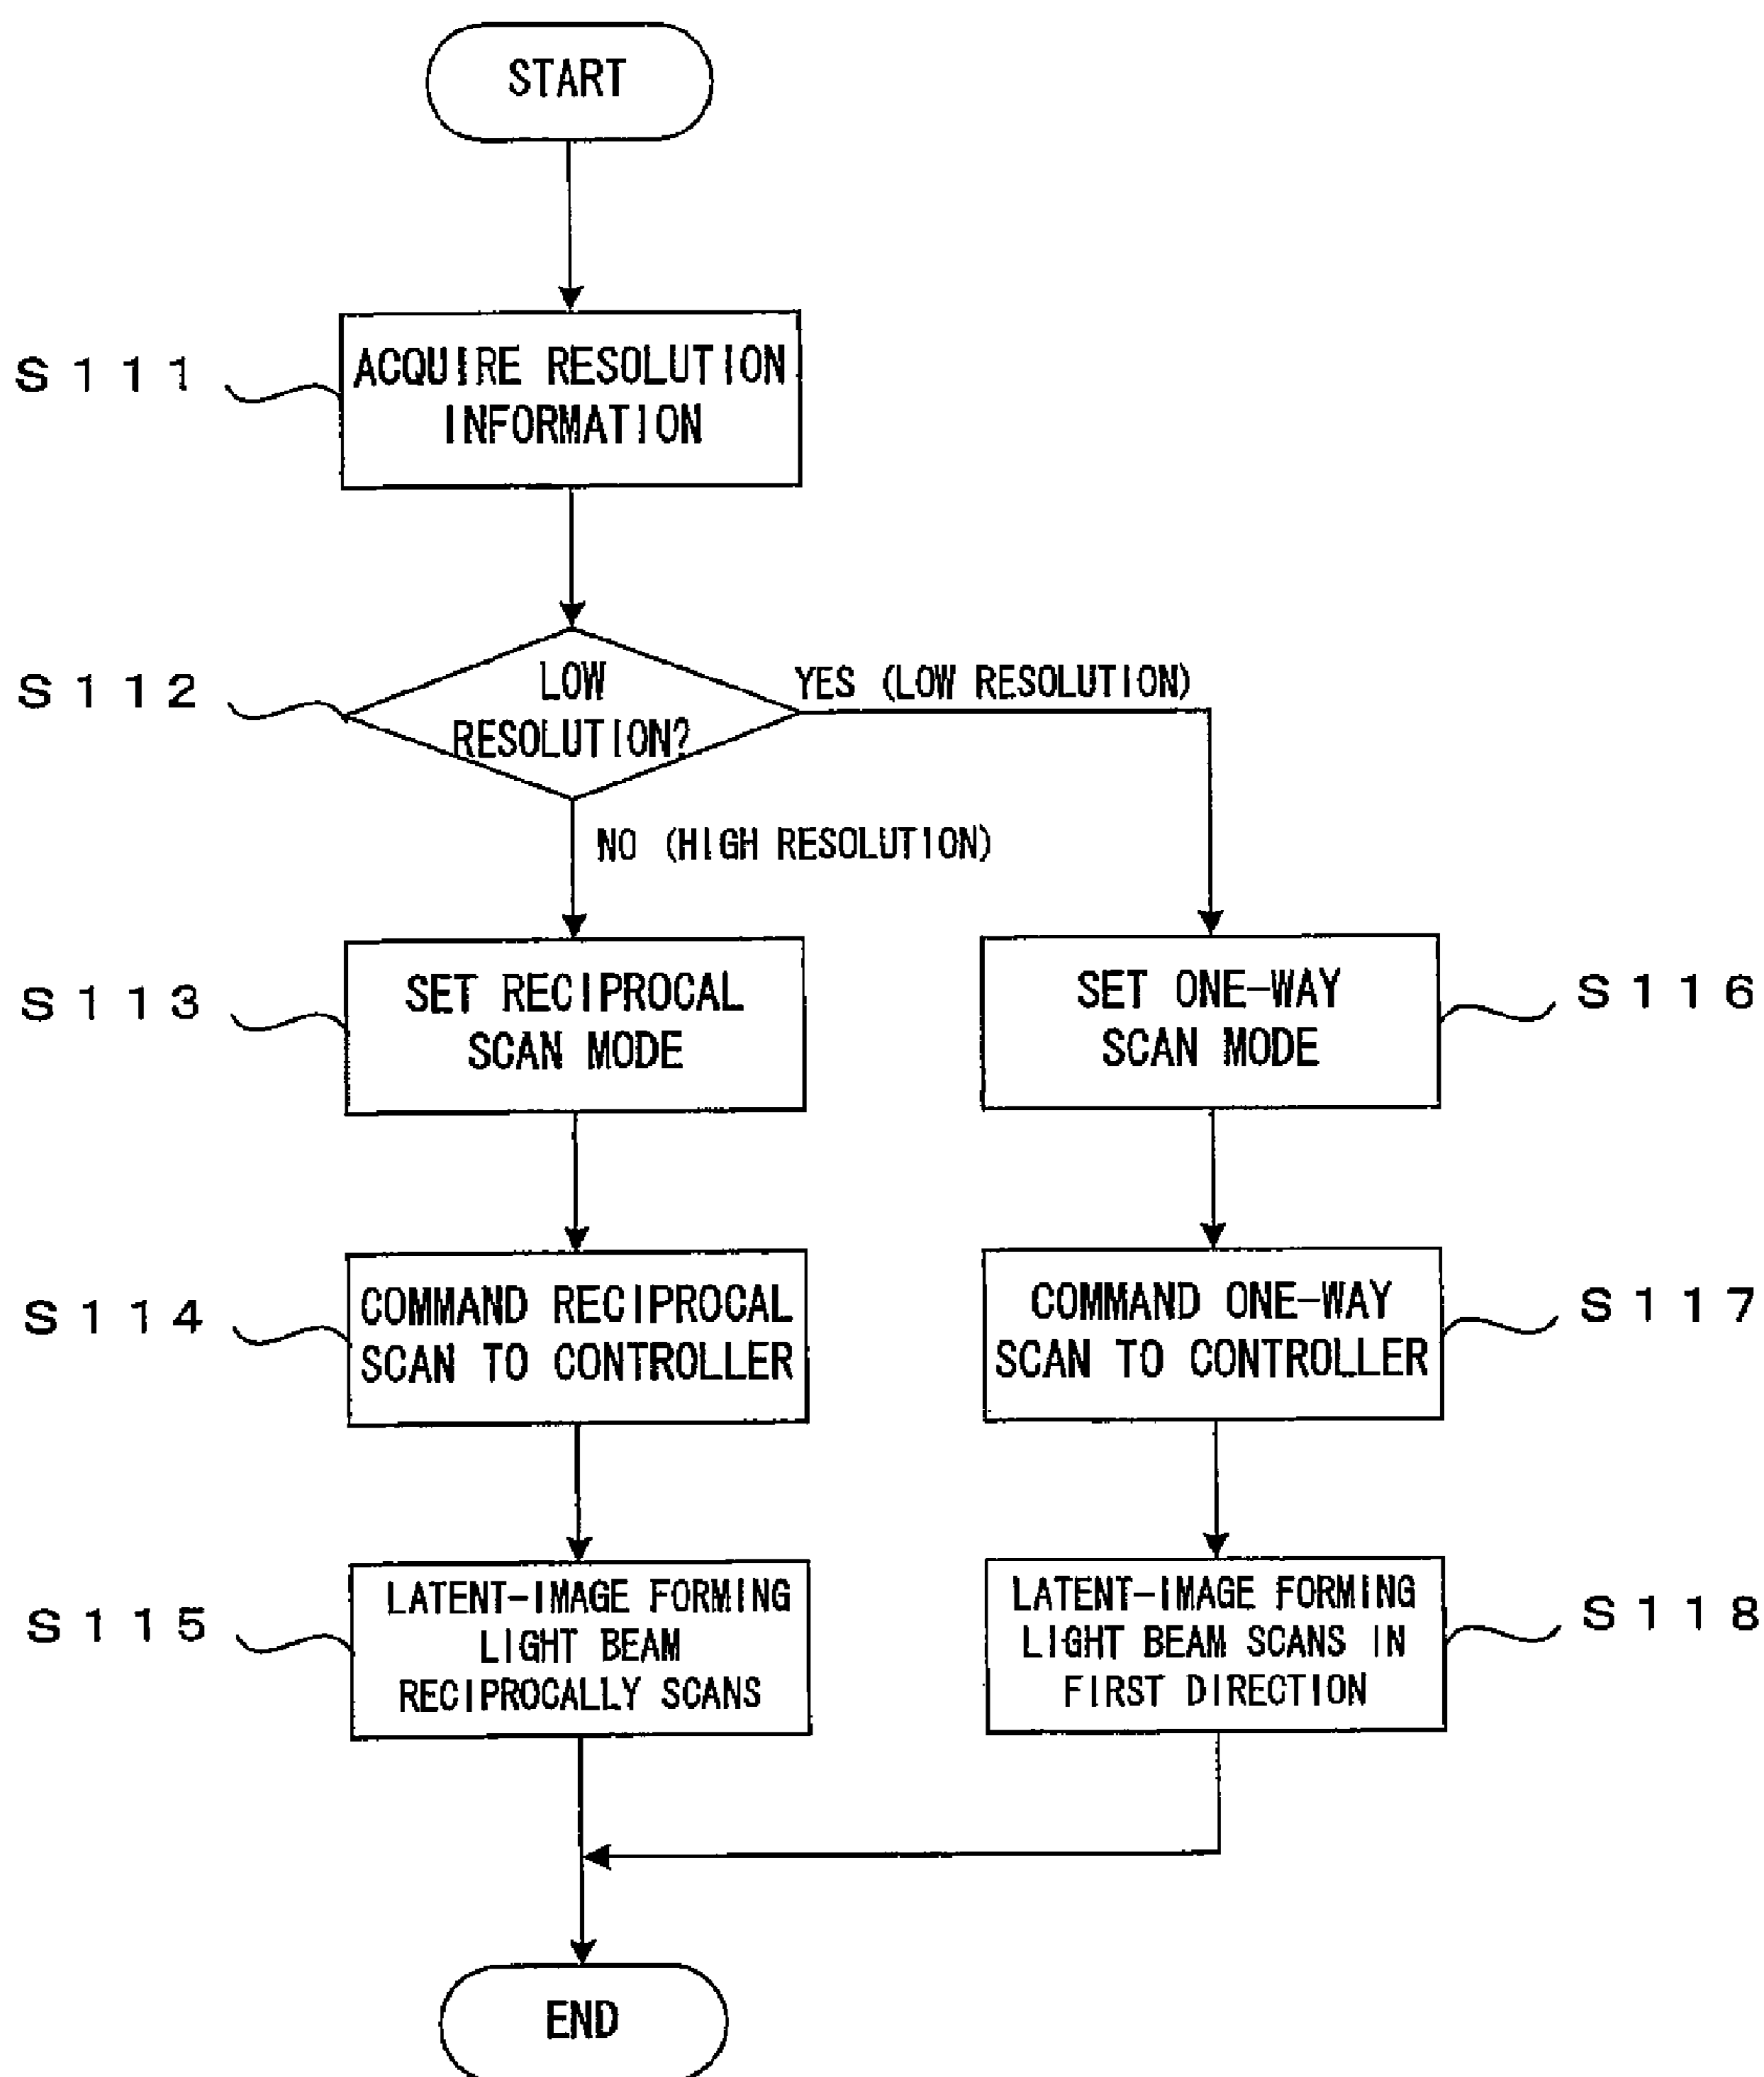 START
S111
ACQUIRE RESOLUTION
INFORMATION
S112
LOW
RESOLUTION?
YES (LOW RESOLUTION)
NO (HIGH RESOLUTION)
S113
SET RECIPROCAL
SCAN MODE
SET ONE-WAY
SCAN MODE
S116
S114
COMMAND RECIPROCAL
SCAN TO CONTROLLER
COMMAND ONE-WAY
SCAN TO CONTROLLER
S117
S115
LATENT-IMAGE FORMING
LIGHT BEAM
RECIPROCALLY SCANS
LATENT-IMAGE FORMING
LIGHT BEAM SCANS IN
FIRST DIRECTION
S118
END